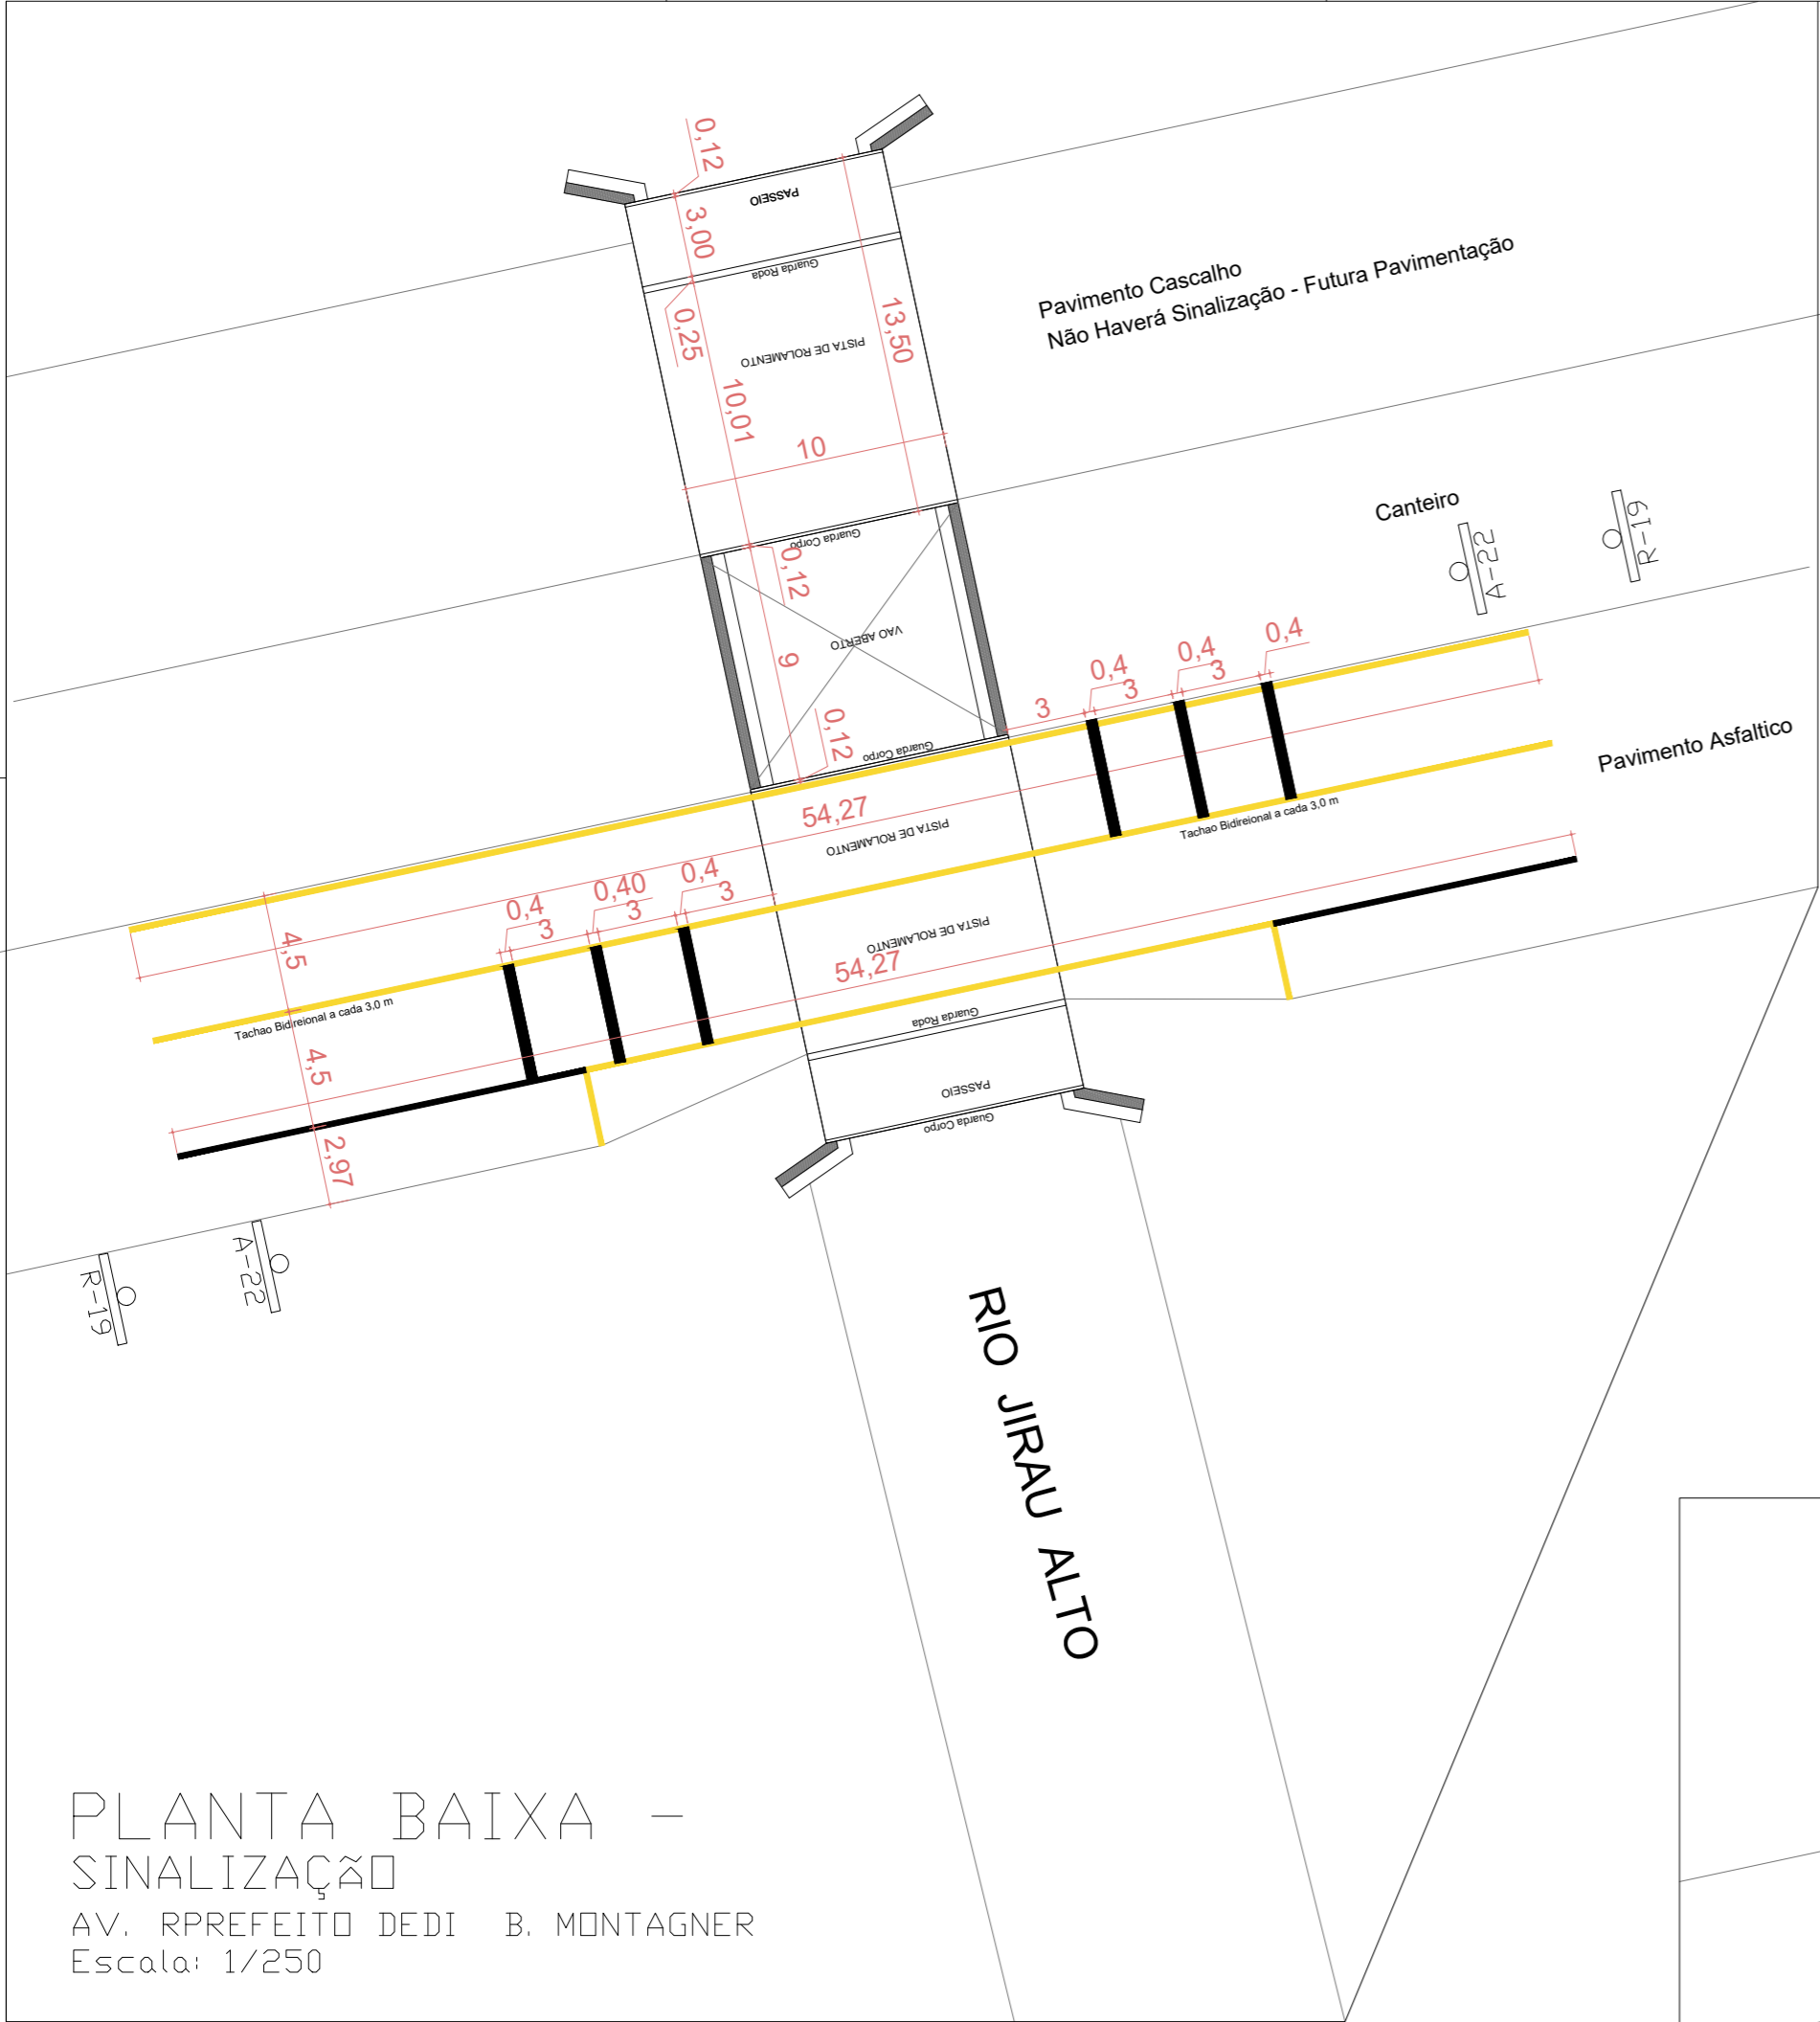 0,12
PASSEIO
3,00
Guarda Roda
0,25
13,50
PISTA DE ROLAMENTO
10,01
10
Pavimento Cascalho
Não Haverá Sinalização - Futura Pavimentação
Canteiro
A-22
R-19
Guarda Corpo
0,12
VAO ABERTO
9
0,12
Guarda Corpo
3
0,4
3
0,4
3
0,4
Pavimento Asfaltico
54,27
PISTA DE ROLAMENTO
Tachao Bidireional a cada 3,0 m
0,4
3
0,40
3
0,4
3
4,5
PISTA DE ROLAMENTO
54,27
Tachao Bidireional a cada 3,0 m
4,5
Guarda Roda
PASSEIO
Guarda Corpo
2,97
A-22
R-19
RIO JIRAU ALTO
PLANTA BAIXA -
SINALIZAÇãO
AV. RPREFEITO DEDI B. MONTAGNER
Escala: 1/250